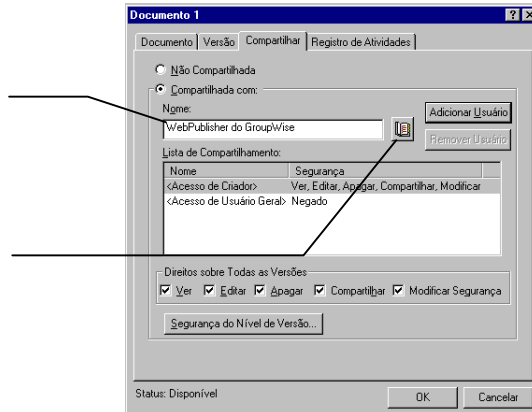 Documento 1
Documento Versão Compartilhar Registro de Atividades
Não Compartilhada
Compartilhada com:
Nome:
WebPublisher do GroupWise
Adicionar Usuário
Remover Usuário
Lista de Compartilhamento:
Nome Segurança
<Acesso de Criador> Ver, Editar, Apagar, Compartilhar, Modificar
<Acesso de Usuário Geral> Negado
Direitos sobre Todas as Versões
Ver Editar Apagar Compartilhar Modificar Segurança
Segurança do Nível de Versão...
Status: Disponível
OK Cancelar